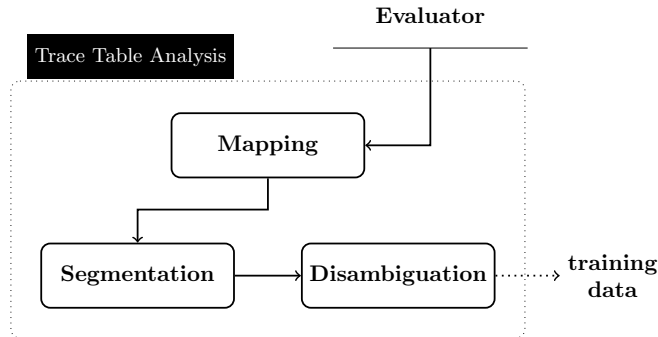 Evaluator
Trace Table Analysis
Mapping
Segmentation
Disambiguation
training
data